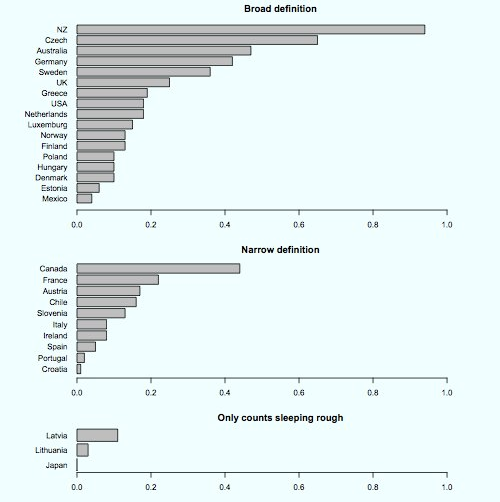 Broad definition
NZ
Czech
Australia
Germany
Sweden
UK
Greece
USA
Netherlands
Luxemburg
Norway
Finland
Poland
Hungary
Denmark
Estonia
Mexico
0.0 0.2 0.4 0.6 0.8 1.0
Narrow definition
Canada
France
Austria
Chile
Slovenia
Italy
Ireland
Spain
Portugal
Croatia
0.0 0.2 0.4 0.6 0.8 1.0
Only counts sleeping rough
Latvia
Lithuania
Japan
0.0 0.2 0.4 0.6 0.8 1.0